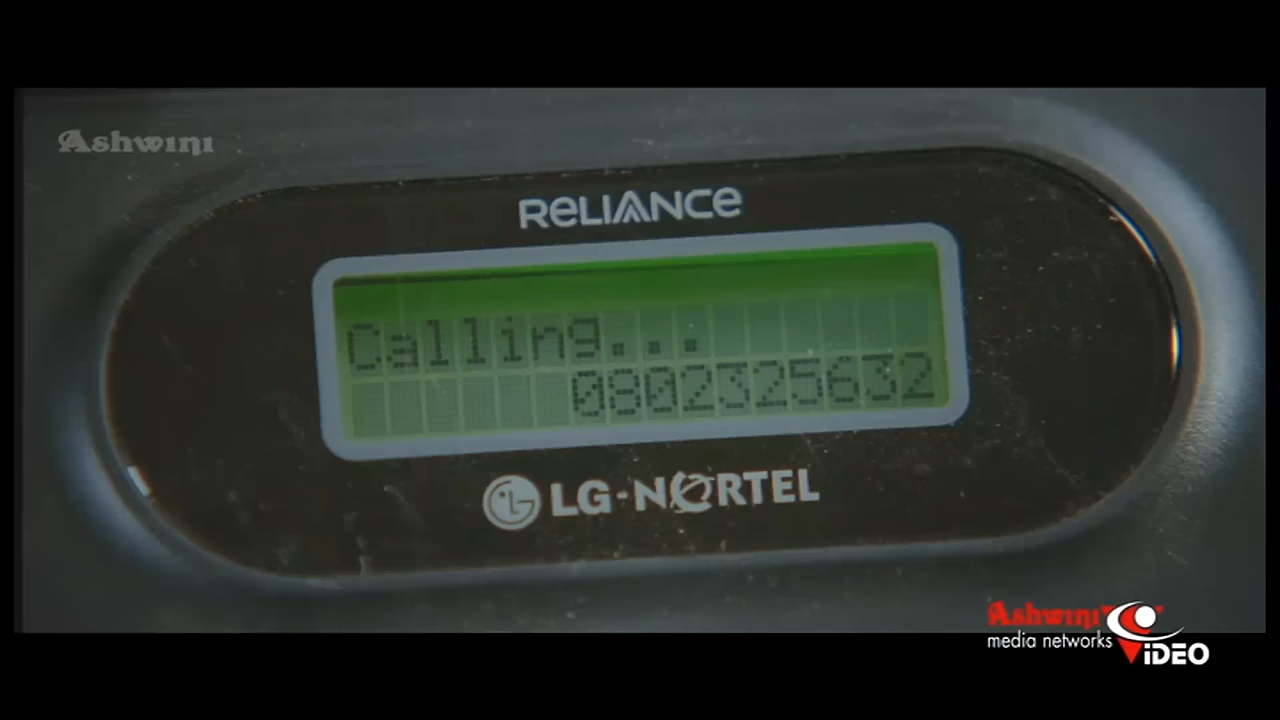 Ashwini
RELIANCE
Calling...
0802325632
LG-NORTEL
Ashwini
media networks
ViDEO